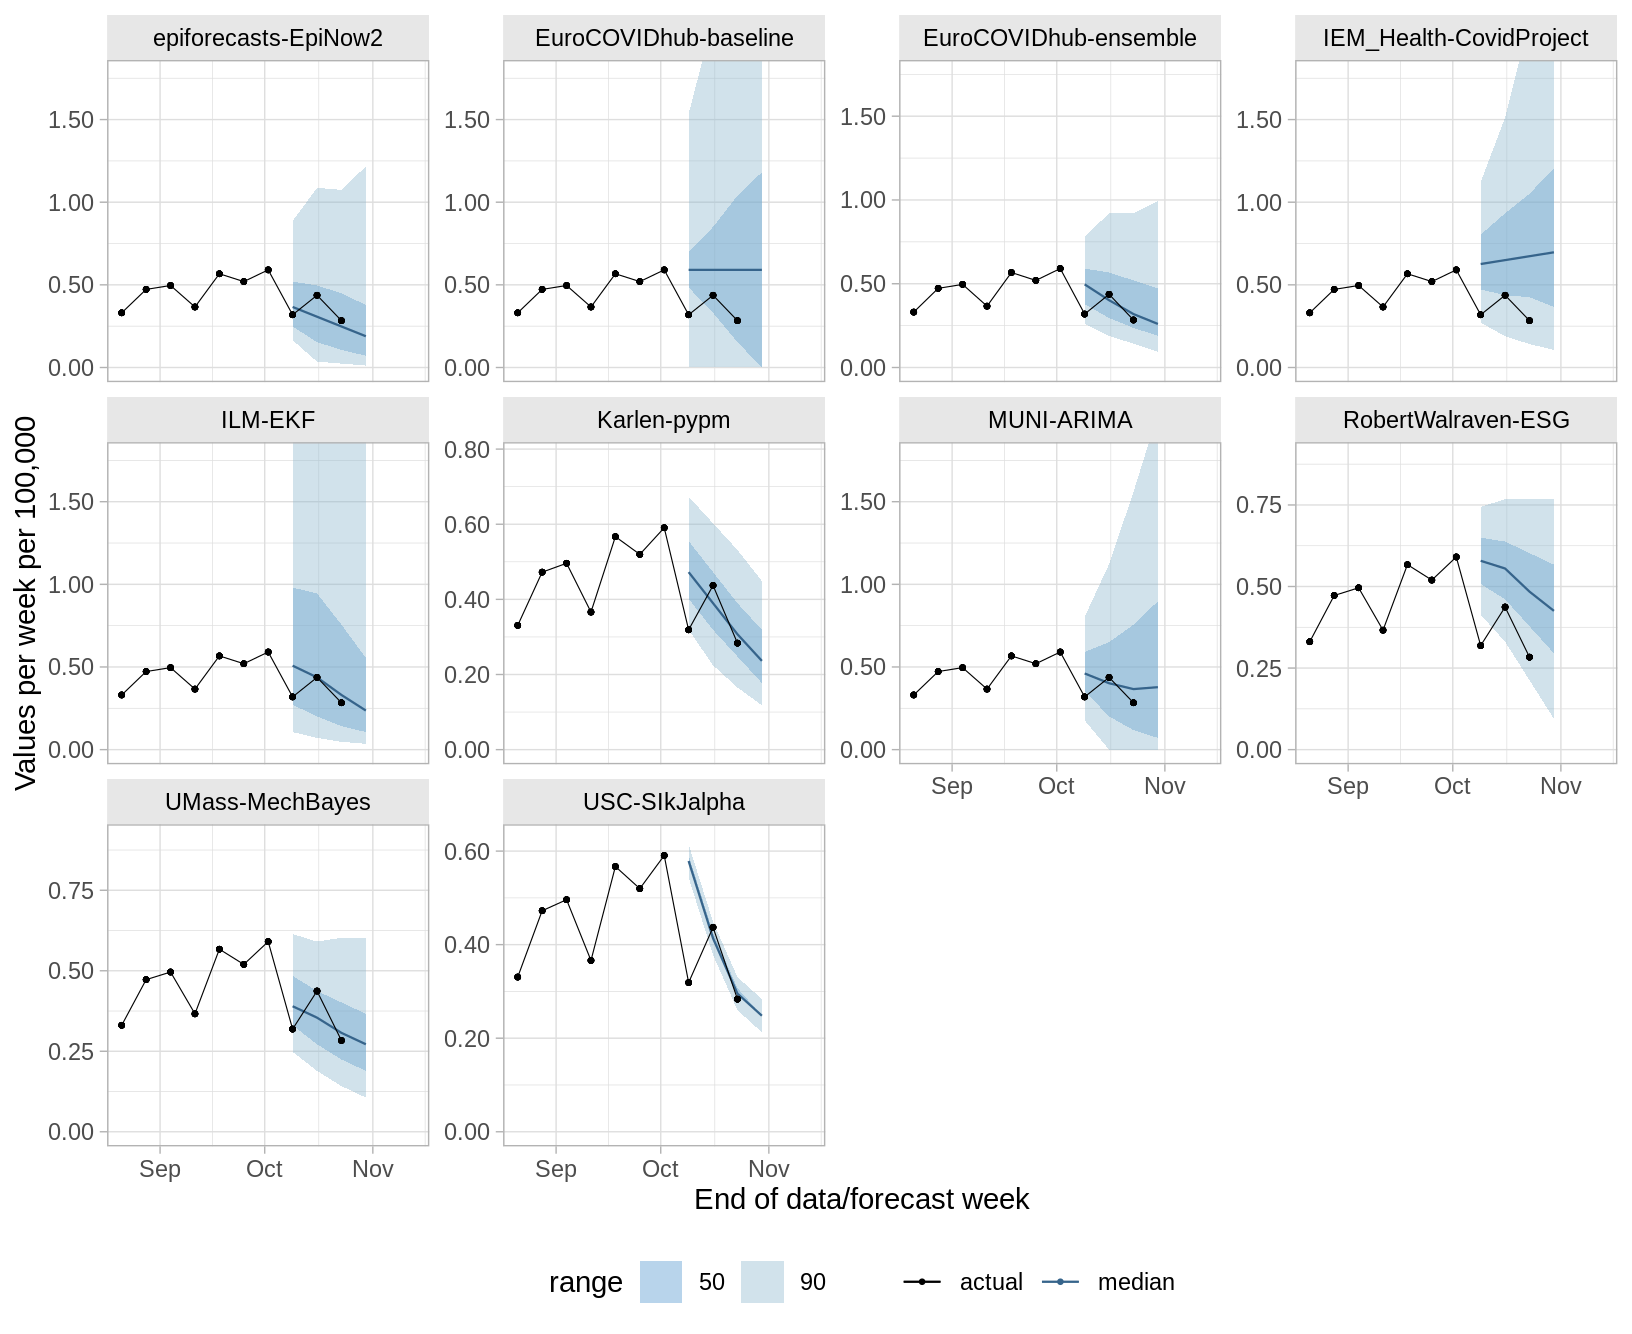 epiforecasts-EpiNow2
EuroCOVIDhub-baseline
EuroCOVIDhub-ensemble
IEM_Health-CovidProject
1.50
1.00
0.50
0.00
1.50
1.00
0.50
0.00
1.50
1.00
0.50
0.00
1.50
1.00
0.50
0.00
Values per week per 100,000
ILM-EKF
Karlen-pypm
MUNI-ARIMA
RobertWalraven-ESG
1.50
1.00
0.50
0.00
0.80
0.60
0.40
0.20
0.00
1.50
1.00
0.50
0.00
0.75
0.50
0.25
0.00
Sep Oct Nov
Sep Oct Nov
UMass-MechBayes
USC-SIkJalpha
0.75
0.50
0.25
0.00
0.60
0.40
0.20
0.00
Sep Oct Nov
Sep Oct Nov
End of data/forecast week
range 50 90 actual median